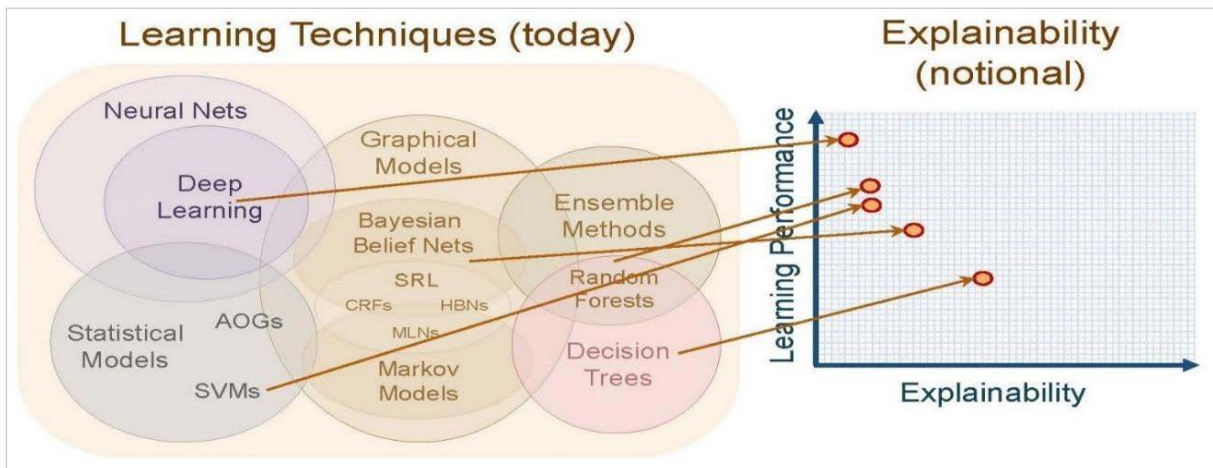 Learning Techniques (today)
Neural Nets
Deep
Learning
Graphical
Models
Bayesian
Belief Nets
SRL
CRFs HBNs
MLNs
Markov
Models
Ensemble
Methods
Random
Forests
Decision
Trees
Statistical
Models
AOGs
SVMs
Explainability
(notional)
Learning Performance
Explainability